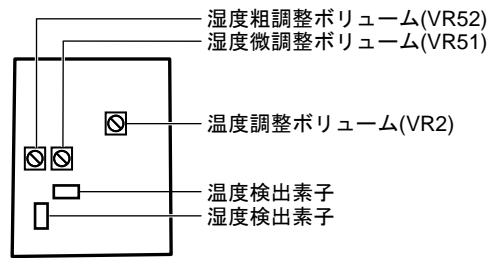 湿度粗調整ボリューム(VR52)
湿度微調整ボリューム(VR51)
温度調整ボリューム(VR2)
温度検出素子
湿度検出素子